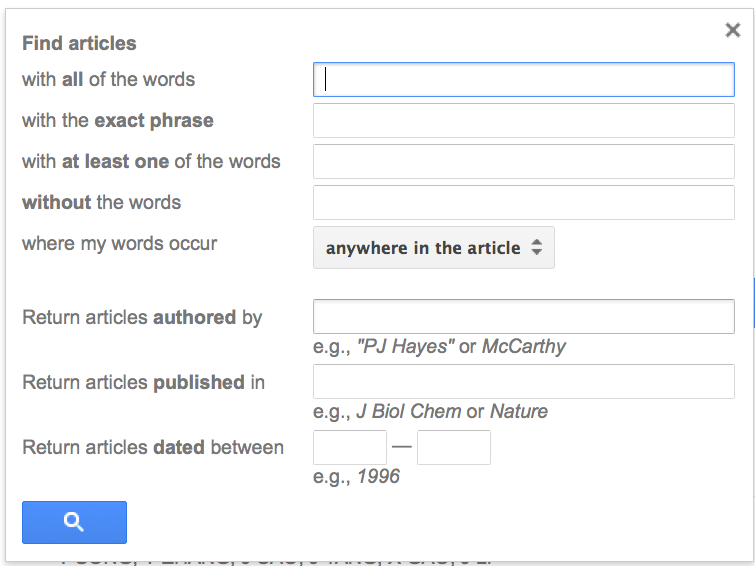 Find articles
with all of the words
with the exact phrase
with at least one of the words
without the words
where my words occur
anywhere in the article
Return articles authored by
e.g., "PJ Hayes" or McCarthy
Return articles published in
e.g., J Biol Chem or Nature
Return articles dated between
—
e.g., 1996